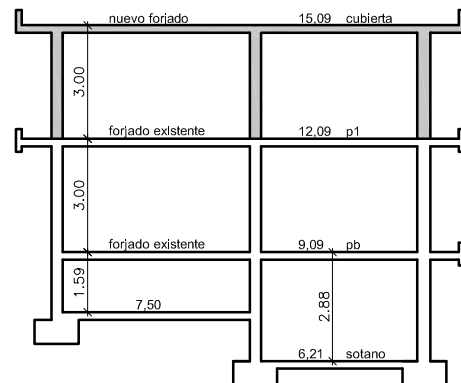 nuevo forjado 15,09 cubierta
3.00
forjado existente 12,09 p1
3.00
forjado existente 9,09 pb
1.59
7,50
2.88
6,21 sotano